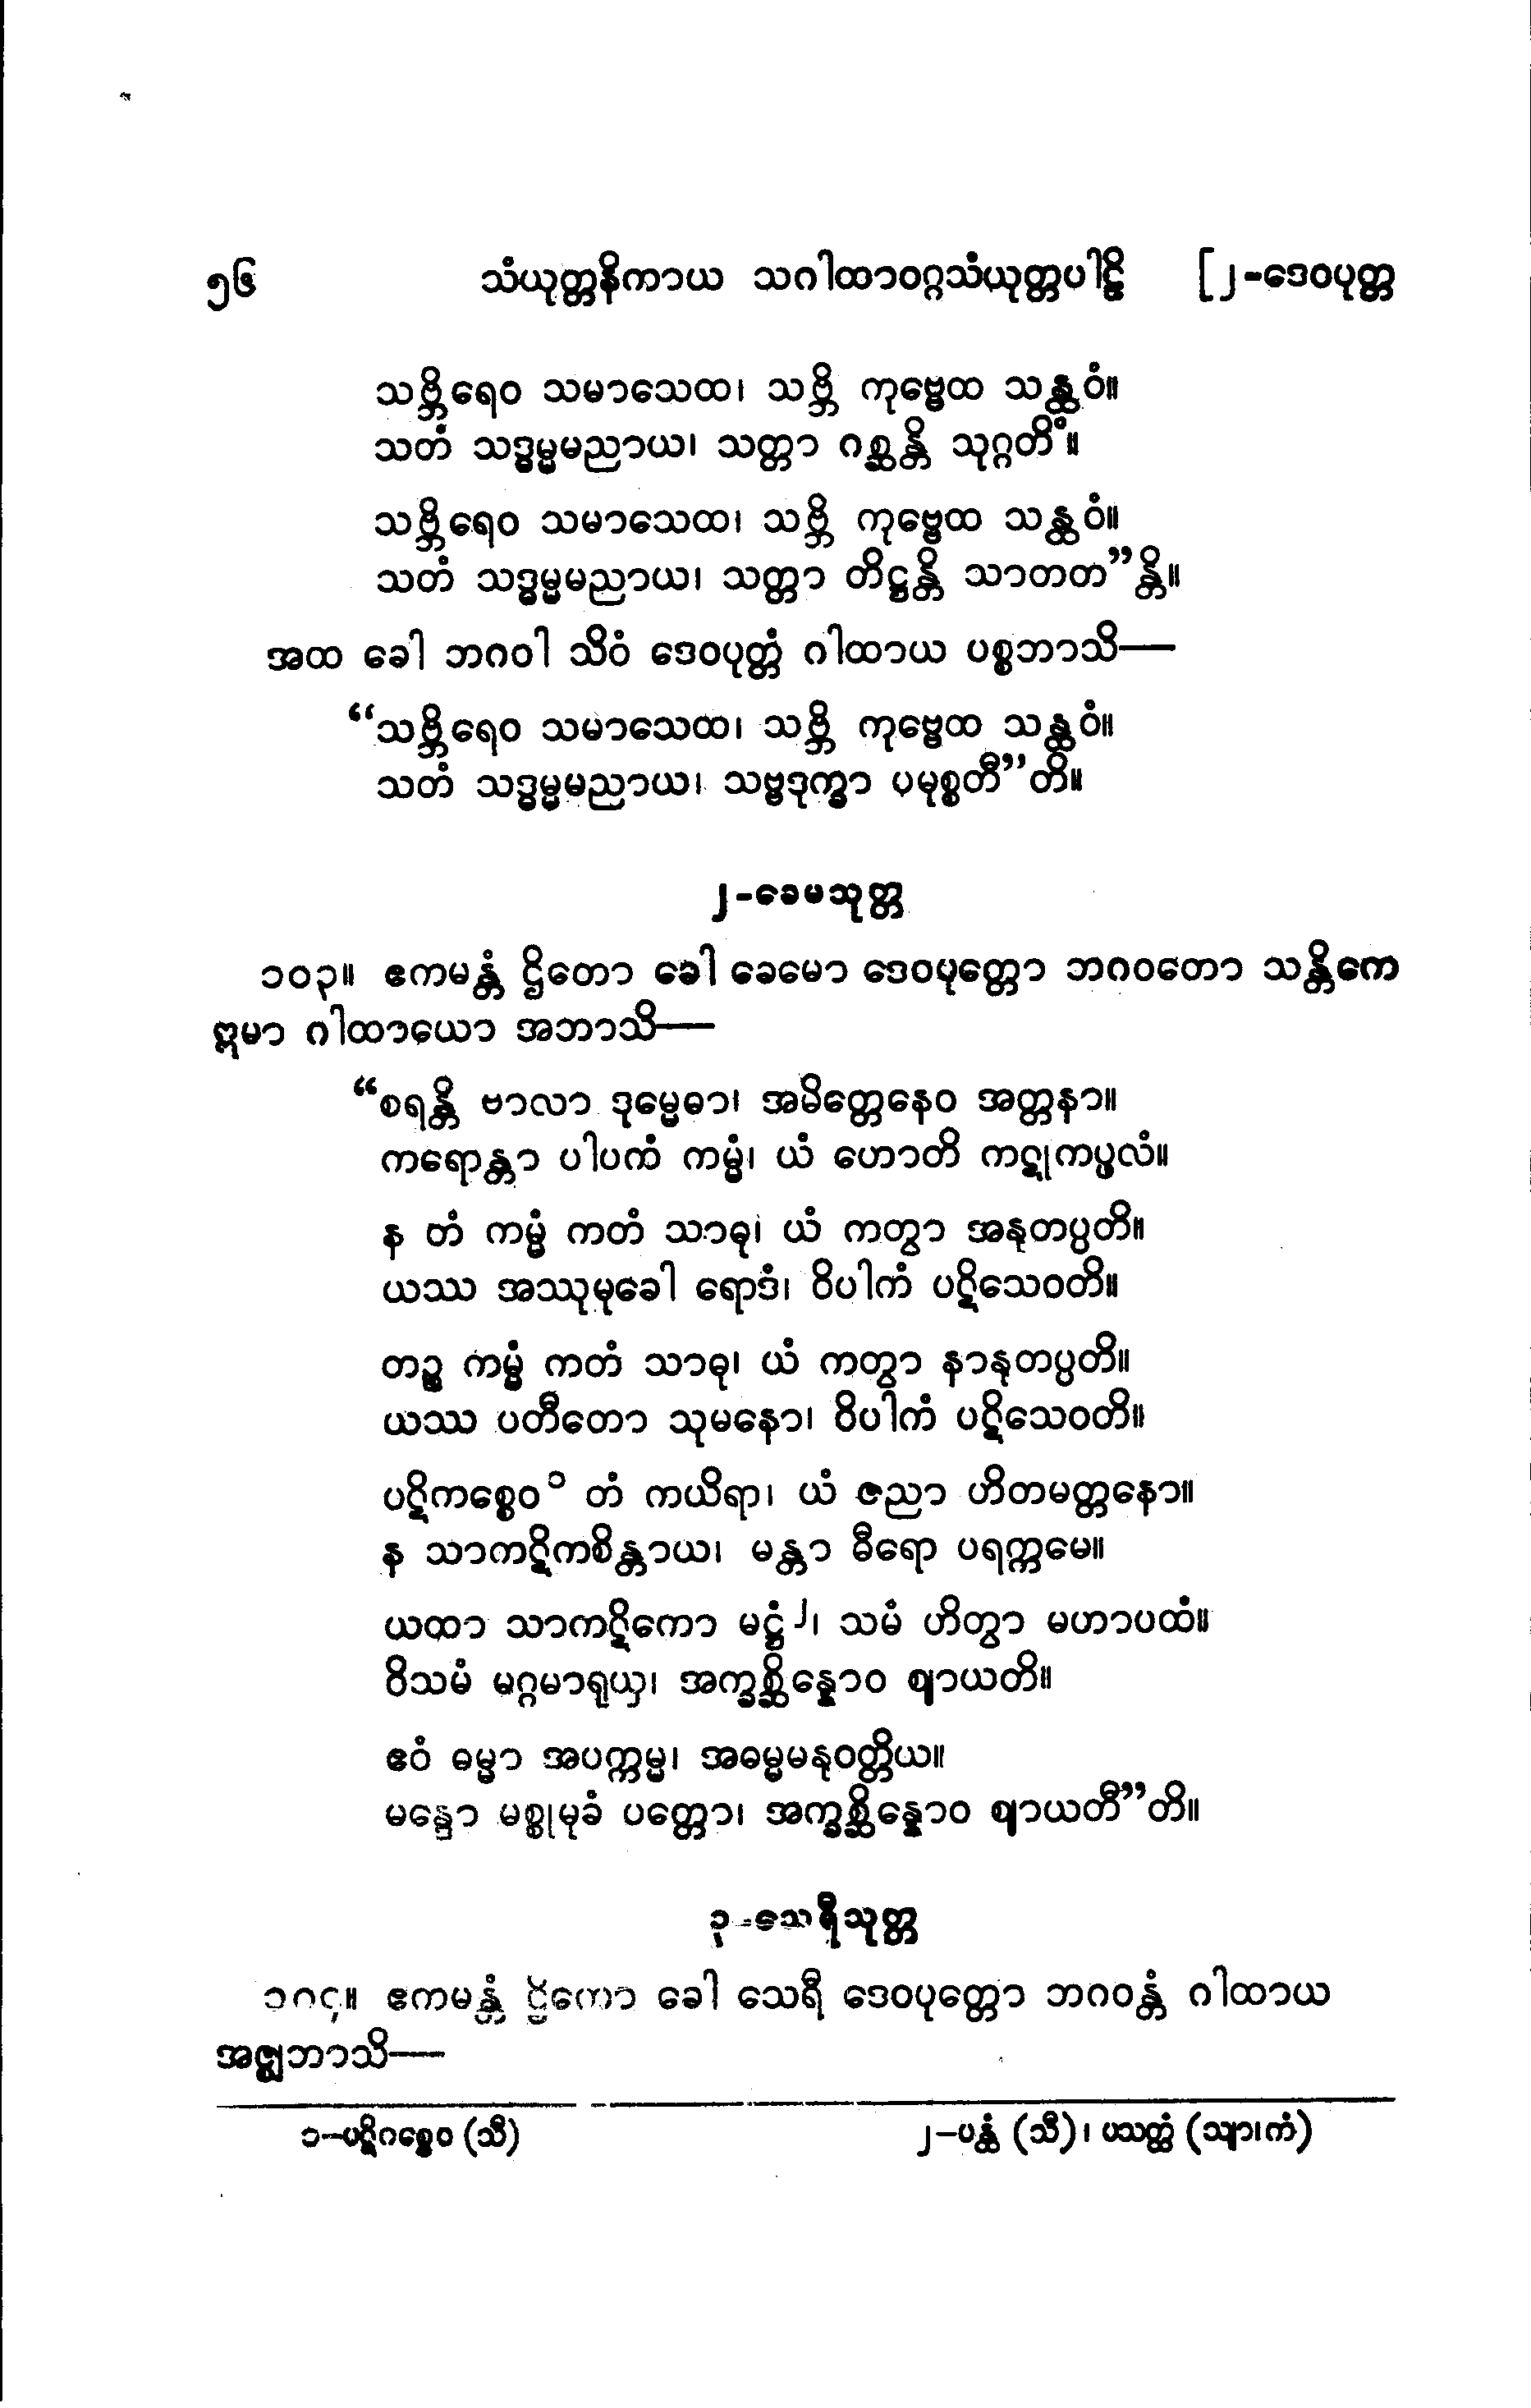 ၅၆ သံယုတ္တနိကာယ သဂါထာဝဂ္ဂသံယုတ္တပါဠိ [၂-ဒေဝပုတ္တ
သဗ္ဘိရေဝ သမာသေထ၊ သဗ္ဘိ ကုဗ္ဗေထ သန္ထဝံ။
သတံ သဒ္ဓမ္မမညာယ၊ သတ္တာ ဂစ္ဆန္တိ သုဂ္ဂတိံ။
သဗ္ဘိရေဝ သမာသေထ၊ သဗ္ဘိ ကုဗ္ဗေထ သန္ထဝံ။
သတံ သဒ္ဓမ္မမညာယ၊ သတ္တာ တိဋ္ဌန္တိ သာတတ”န္တိ။
အထ ခေါ ဘဂဝါ သိဝံ ဒေဝပုတ္တံ ဂါထာယ ပစ္စဘာသိ—
“သဗ္ဘိရေဝ သမာသေထ၊ သဗ္ဘိ ကုဗ္ဗေထ သန္ထဝံ။
သတံ သဒ္ဓမ္မမညာယ၊ သဗ္ဗဒုက္ခာ ပမုစ္စတီ”တိ။
၂-ခေမသုတ္တ
၁၀၃။ ဧကမန္တံ ဌိတော ခေါ ခေမော ဒေဝပုတ္တော ဘဂဝတော သန္တိကေ
ဣမာ ဂါထာယော အဘာသိ—
“စရန္တိ ဗာလာ ဒုမ္မေဓာ၊ အမိတ္တေနေဝ အတ္တနာ။
ကရောန္တာ ပါပကံ ကမ္မံ၊ ယံ ဟောတိ ကဋုကပ္ဖလံ။
န တံ ကမ္မံ ကတံ သာဓု၊ ယံ ကတွာ အနုတပ္ပတိ။
ယဿ အဿုမုခေါ ရောဒံ၊ ဝိပါကံ ပဋိသေဝတိ။
တဉ္စ ကမ္မံ ကတံ သာဓု၊ ယံ ကတွာ နာနုတပ္ပတိ။
ယဿ ပတီတော သုမနော၊ ဝိပါကံ ပဋိသေဝတိ။
ပဋိကစ္စေဝ ၁ တံ ကယိရာ၊ ယံ ဇညာ ဟိတမတ္တနော။
န သာကဋိကစိန္တာယ၊ မန္တာ ဓီရော ပရက္ကမေ။
ယထာ သာကဋိကော မဋ္ဌံ ၂၊ သမံ ဟိတွာ မဟာပထံ။
ဝိသမံ မဂ္ဂမာရုယှ၊ အက္ခစ္ဆိန္နောဝ ဈာယတိ။
ဧဝံ ဓမ္မာ အပက္ကမ္မ၊ အဓမ္မမနုဝတ္တိယ။
မန္ဒော မစ္စုမုခံ ပတ္တော၊ အက္ခစ္ဆိန္နောဝ ဈာယတီ”တိ။
၃-သေရီသုတ္တ
၁၀၄။ ဧကမန္တံ ဌိတော ခေါ သေရီ ဒေဝပုတ္တော ဘဂဝန္တံ ဂါထာယ
အဇ္ဈဘာသိ—
၁—ပဋိဂစ္စေဝ (သီ) ၂—ပန္ထံ (သီ)၊ ပသတ္ထံ (သျာ၊ကံ)